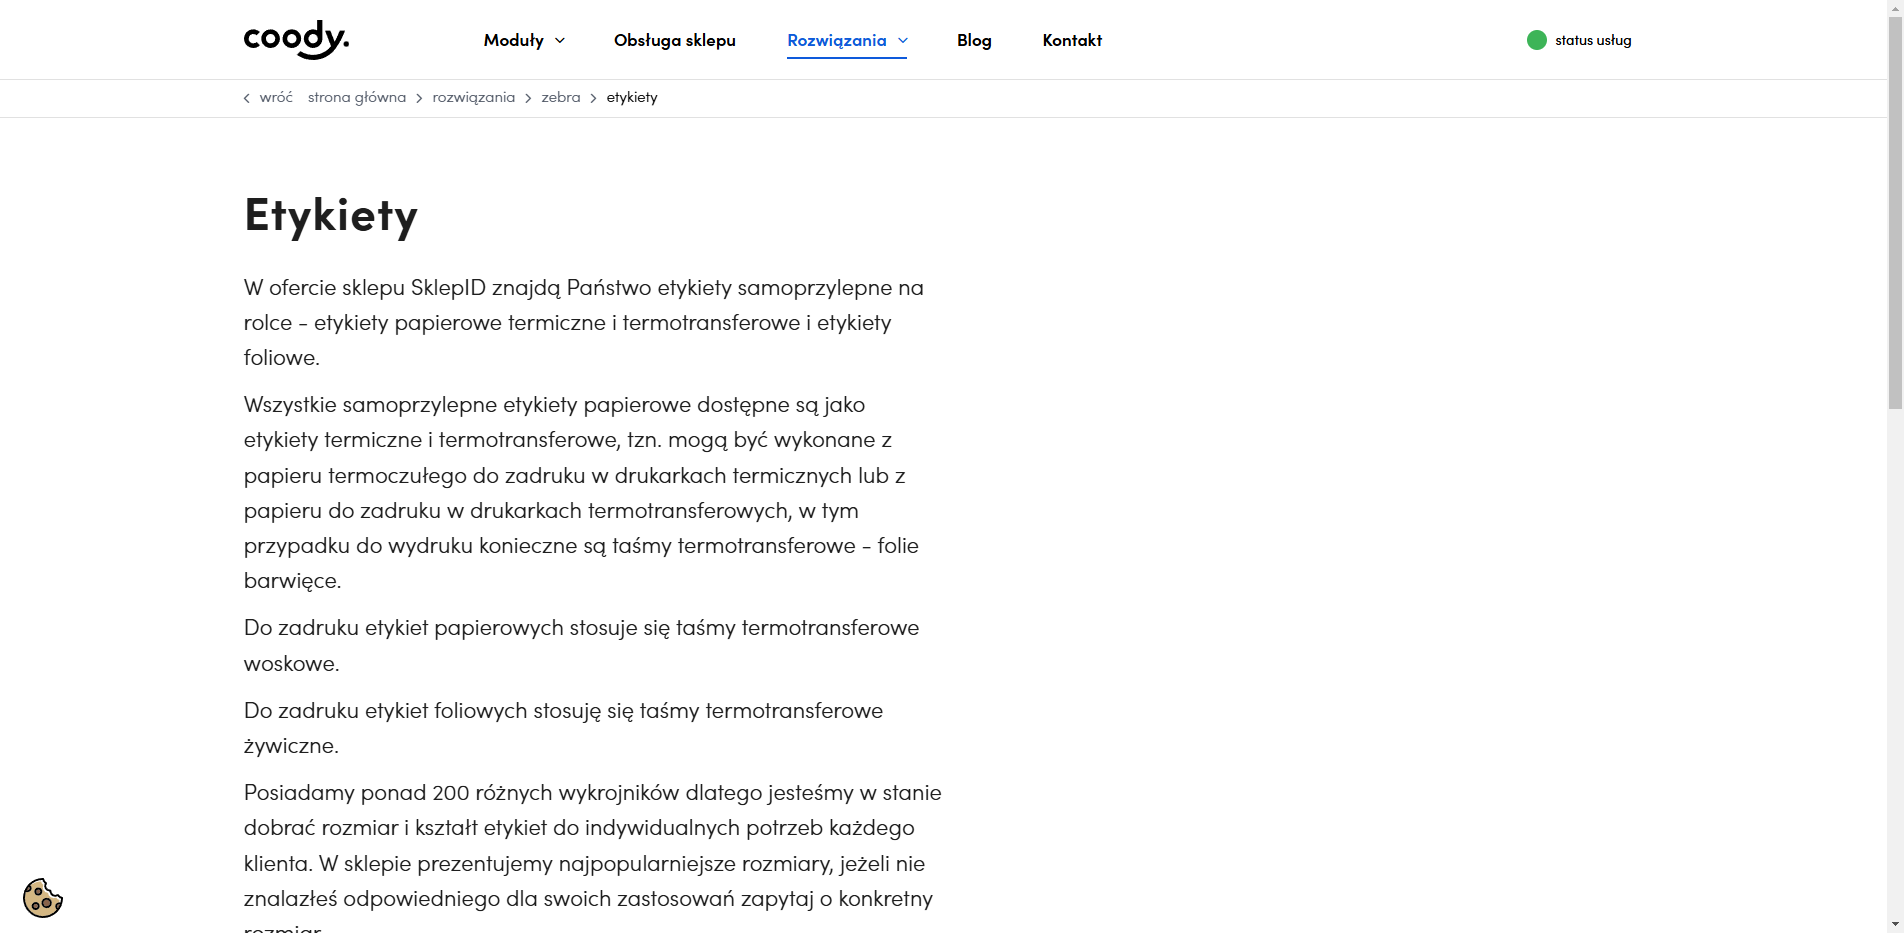 coody.
Moduły
Obsługa sklepu
Rozwiązania
Blog
Kontakt
status usług
wróć strona główna > rozwiązania > zebra > etykiety
Etykiety
W ofercie sklepu SklepID znajdą Państwo etykiety samoprzylepne na
rolce - etykiety papierowe termiczne i termotransferowe i etykiety
foliowe.
Wszystkie samoprzylepne etykiety papierowe dostępne są jako
etykiety termiczne i termotransferowe, tzn. mogą być wykonane z
papieru termoczułego do zadruku w drukarkach termicznych lub z
papieru do zadruku w drukarkach termotransferowych, w tym
przypadku do wydruku konieczne są taśmy termotransferowe - folie
barwięce.
Do zadruku etykiet papierowych stosuje się taśmy termotransferowe
woskowe.
Do zadruku etykiet foliowych stosuję się taśmy termotransferowe
żywiczne.
Posiadamy ponad 200 różnych wykrojników dlatego jesteśmy w stanie
dobrać rozmiar i kształt etykiet do indywidualnych potrzeb każdego
klienta. W sklepie prezentujemy najpopularniejsze rozmiary, jeżeli nie
znalazłeś odpowiedniego dla swoich zastosowań zapytaj o konkretny
rozmiar